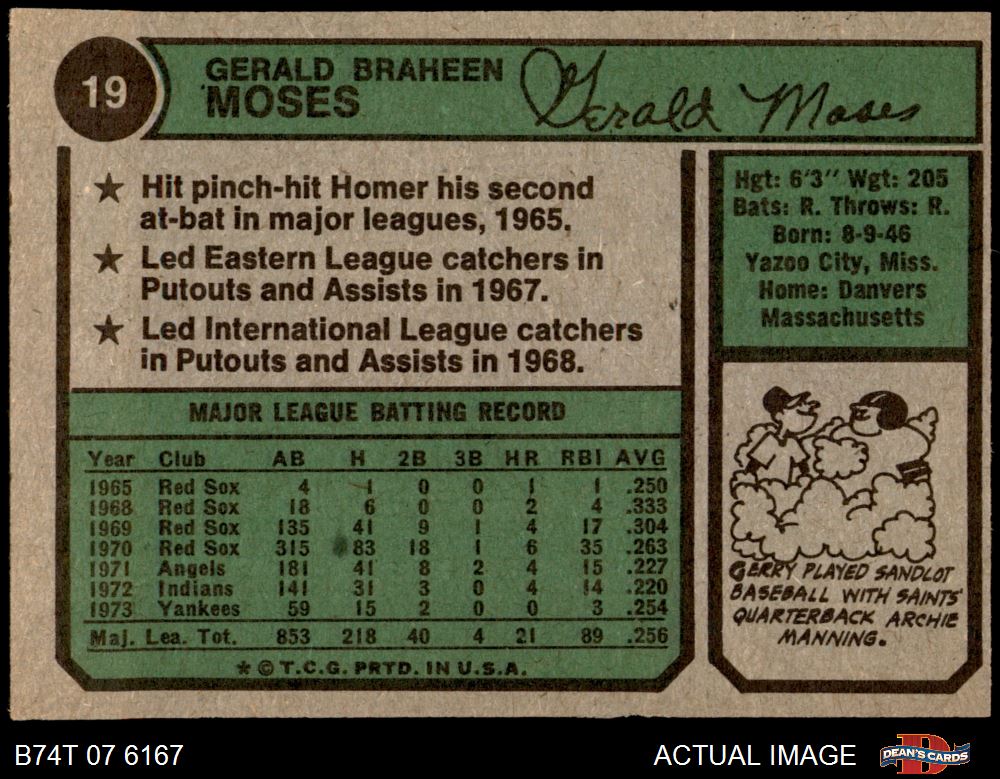 19
GERALD BRAHEEN
MOSES
Gerald Moses
★ Hit pinch-hit Homer his second
at-bat in major leagues, 1965.
★ Led Eastern League catchers in
Putouts and Assists in 1967.
★ Led International League catchers
in Putouts and Assists in 1968.
Hgt: 6'3" Wgt: 205
Bats: R. Throws: R.
Born: 8-9-46
Yazoo City, Miss.
Home: Danvers
Massachusetts
MAJOR LEAGUE BATTING RECORD
Year Club AB H 2B 3B HR RBI AVG
1965 Red Sox 4 1 0 0 1 1 .250
1968 Red Sox 18 6 0 0 2 4 .333
1969 Red Sox 135 41 9 1 4 17 .304
1970 Red Sox 315 83 18 1 6 35 .263
1971 Angels 181 41 8 2 4 15 .227
1972 Indians 141 31 3 0 4 14 .220
1973 Yankees 59 15 2 0 0 3 .254
Maj. Lea. Tot. 853 218 40 4 21 89 .256
* © T.C.G. PRTD. IN U.S.A.
GERRY PLAYED SANDLOT
BASEBALL WITH SAINTS'
QUARTERBACK ARCHIE
MANNING.
B74T 07 6167
ACTUAL IMAGE
DEAN'S CARDS